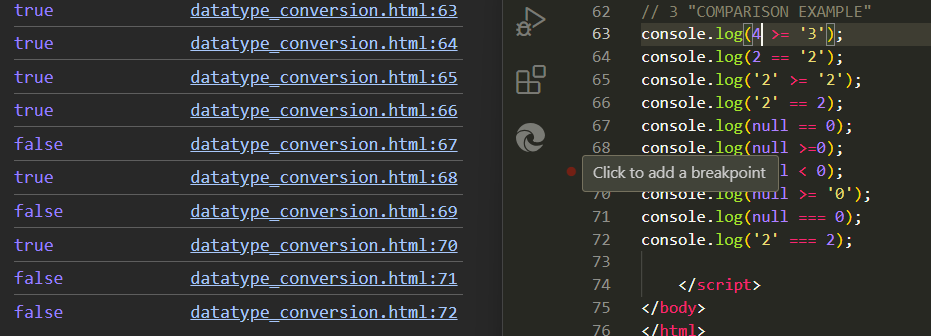 true datatype_conversion.html:63
true datatype_conversion.html:64
true datatype_conversion.html:65
true datatype_conversion.html:66
false datatype_conversion.html:67
true datatype_conversion.html:68
false datatype_conversion.html:69
true datatype_conversion.html:70
false datatype_conversion.html:71
false datatype_conversion.html:72
62 // 3 "COMPARISON EXAMPLE"
63 console.log(4 >= '3');
64 console.log(2 == '2');
65 console.log('2' >= '2');
66 console.log('2' == 2);
67 console.log(null == 0);
68 console.log(null >=0);
Click to add a breakpoint < 0);
70 console.log(null >= '0');
71 console.log(null === 0);
72 console.log('2' === 2);
73
74 </script>
75 </body>
76 </html>